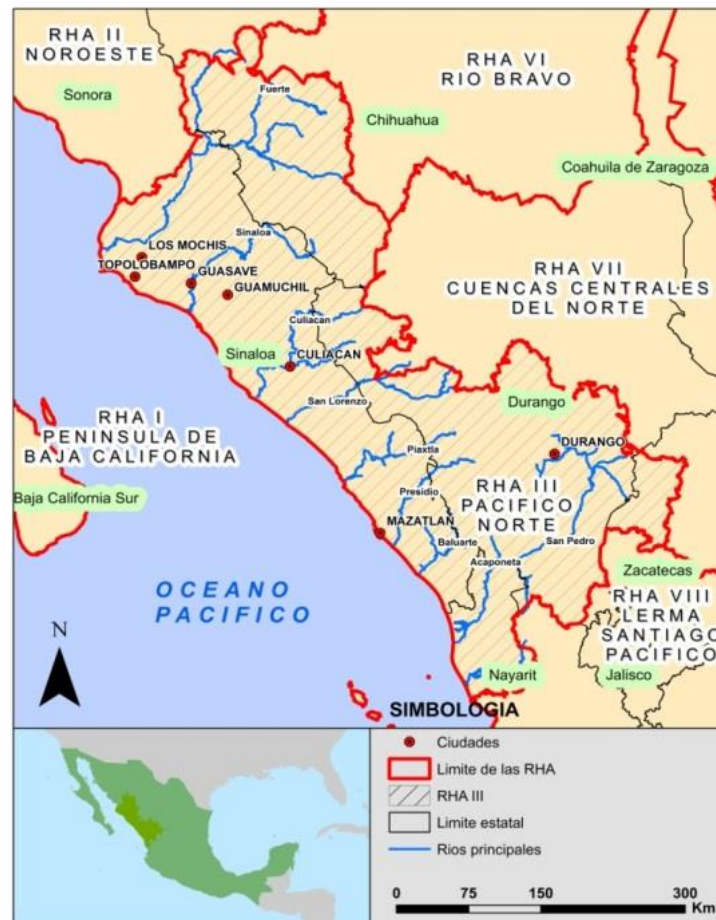 RHA II
NOROESTE
Sonora
RHA VI
RIO BRAVO
Chihuahua
Coahuila de Zaragoza
Fuerte
Sinaloa
LOS MOCHIS
TOPOLOBAMPO
GUASAVE
GUAMUCHIL
RHA VII
CUENCAS CENTRALES
DEL NORTE
Culiacan
Sinaloa
CULIACAN
San Lorenzo
Durango
RHA I
PENINSULA DE
BAJA CALIFORNIA
Baja California Sur
Piaxtla
DURANGO
Presidio
RHA III
PACIFICO
NORTE
MAZATLAN
Baluarte
San Pedro
Acaponeta
OCEANO
PACIFICO
Zacatecas
RHA VIII
LERMA
SANTIAGO
PACIFICO
Nayarit
Jalisco
N
SIMBOLOGIA
Ciudades
Limite de las RHA
RHA III
Limite estatal
Rios principales
0 75 150 300
Km